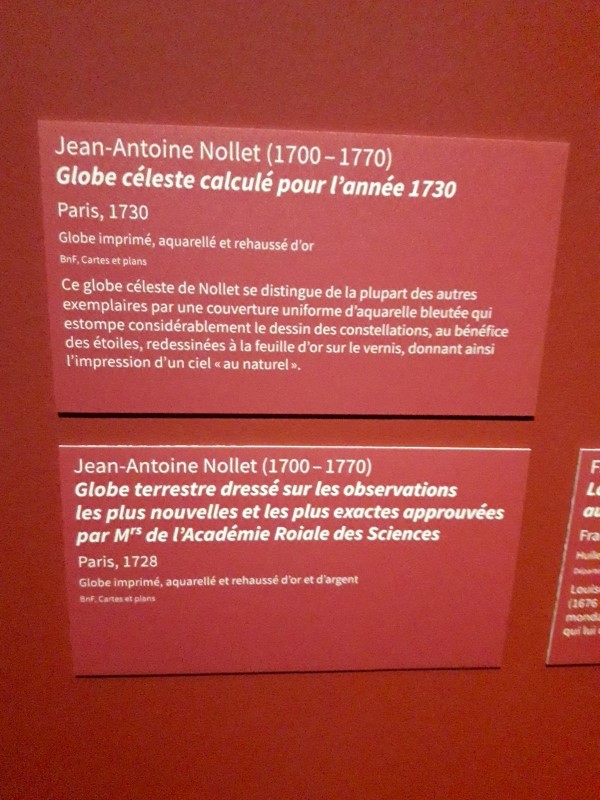 Jean-Antoine Nollet (1700 – 1770)
Globe céleste calculé pour l'année 1730
Paris, 1730
Globe imprimé, aquarellé et rehaussé d'or
BnF, Cartes et plans
Ce globe céleste de Nollet se distingue de la plupart des autres
exemplaires par une couverture uniforme d'aquarelle bleutée qui
estompe considérablement le dessin des constellations, au bénéfice
des étoiles, redessinées à la feuille d'or sur le vernis, donnant ainsi
l'impression d'un ciel « au naturel ».
Jean-Antoine Nollet (1700 – 1770)
Globe terrestre dressé sur les observations
les plus nouvelles et les plus exactes approuvées
par Mrs de l'Académie Roiale des Sciences
Paris, 1728
Globe imprimé, aquarellé et rehaussé d'or et d'argent
BnF, Cartes et plans
(1676
qui lui